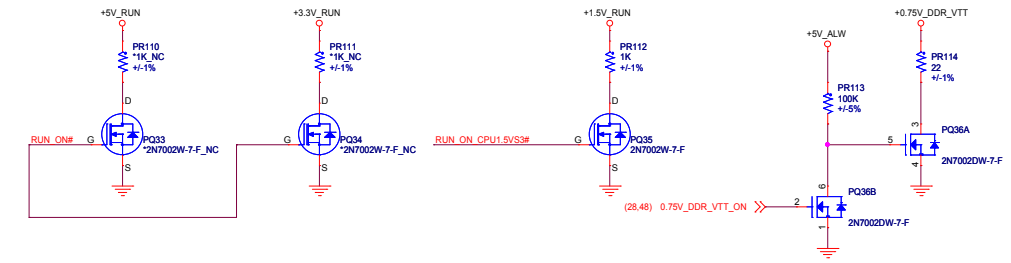 +5V_RUN
PR110
*1K_NC
+/-1%
D
RUN_ON#
G
PQ33
*2N7002W-7-F_NC
S
+3.3V_RUN
PR111
*1K_NC
+/-1%
D
G
PQ34
*2N7002W-7-F_NC
S
+1.5V_RUN
PR112
1K
+/-1%
D
RUN_ON_CPU1.5VS3#
G
PQ35
2N7002W-7-F
S
+5V_ALW
PR113
100K
+/-5%
(28,48) 0.75V_DDR_VTT_ON
2
6
PQ36B
1
2N7002DW-7-F
+0.75V_DDR_VTT
PR114
22
+/-1%
3
PQ36A
5
4
2N7002DW-7-F